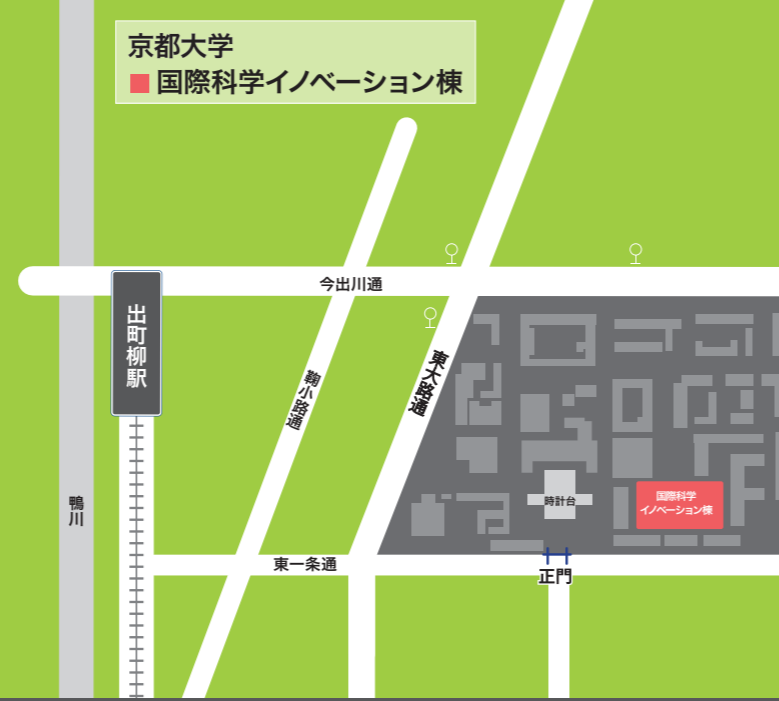 京都大学
国際科学イノベーション棟
今出川通
出町柳駅
東大路通
鞠小路通
鴨川
国際科学
イノベーション棟
時計台
東一条通
正門